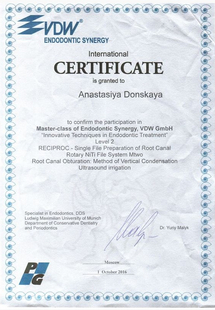 VDW
ENDODONTIC SYNERGY
International
CERTIFICATE
is granted to
Anastasiya Donskaya
to confirm the participation in
Master-class of Endodontic Synergy, VDW GmbH
"Innovative Techniques in Endodontic Treatment"
Level 2
RECIPROC - Single File Preparation of Root Canal
Rotary NiTi File System Mtwo
Root Canal Obturation: Method of Vertical Condensation
Ultrasound irrigation
Specialist in Endodontics, DDS
Ludwig Maximilian University of Munich
Department of Conservative Dentistry
and Periodontics
Dr. Yuriy Malyk
Moscow
1 October 2016